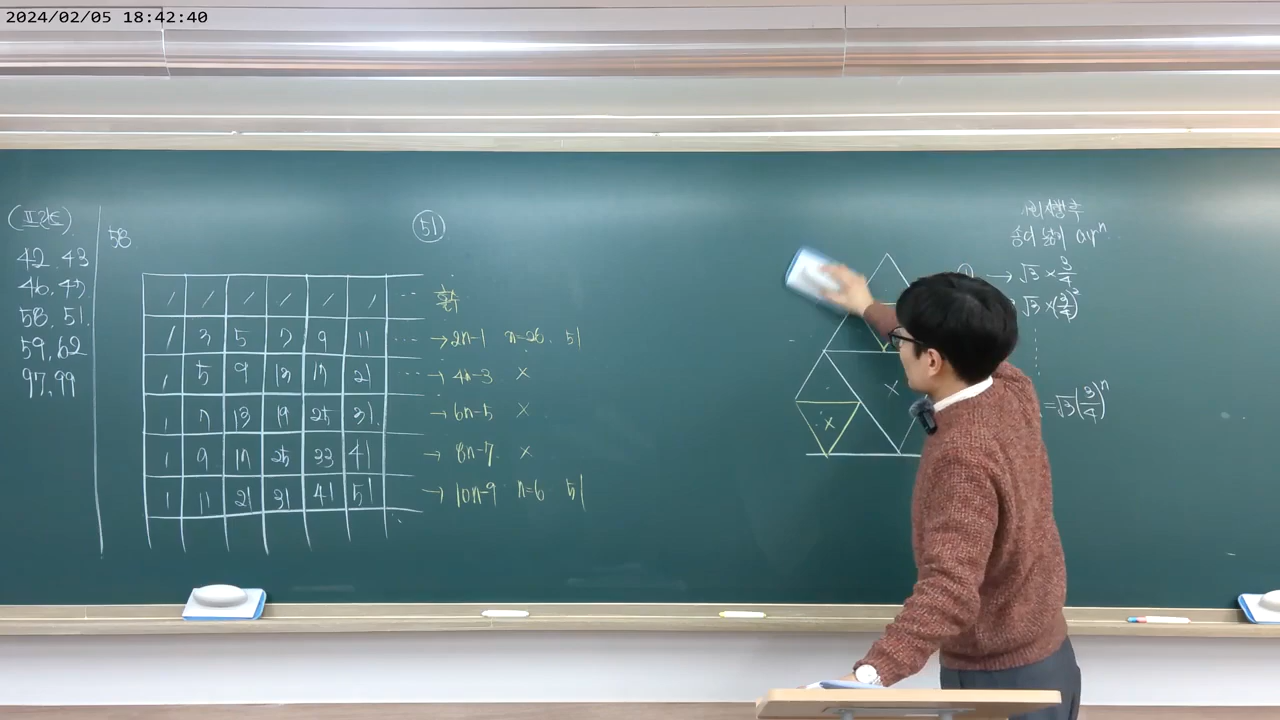 2024/02/05 18:42:40
(프린트)
42. 43
46. 45
58. 51.
59. 62
97. 99
58
51
1 1 1 1 1 1 ...
1 3 5 7 9 11 ... → 2n-1 n=26. 51
1 5 9 13 17 21 ... → 4n-3 ×
1 7 13 19 25 31 → 6n-5 ×
1 9 17 25 33 41 → 8n-7 ×
1 11 21 31 41 51 → 10n-9 n=6 51
시행 후
넓이 arⁿ
① → √3 × 3/4
√3 × (3/4)²
= √3 (3/4)ⁿ
×
×